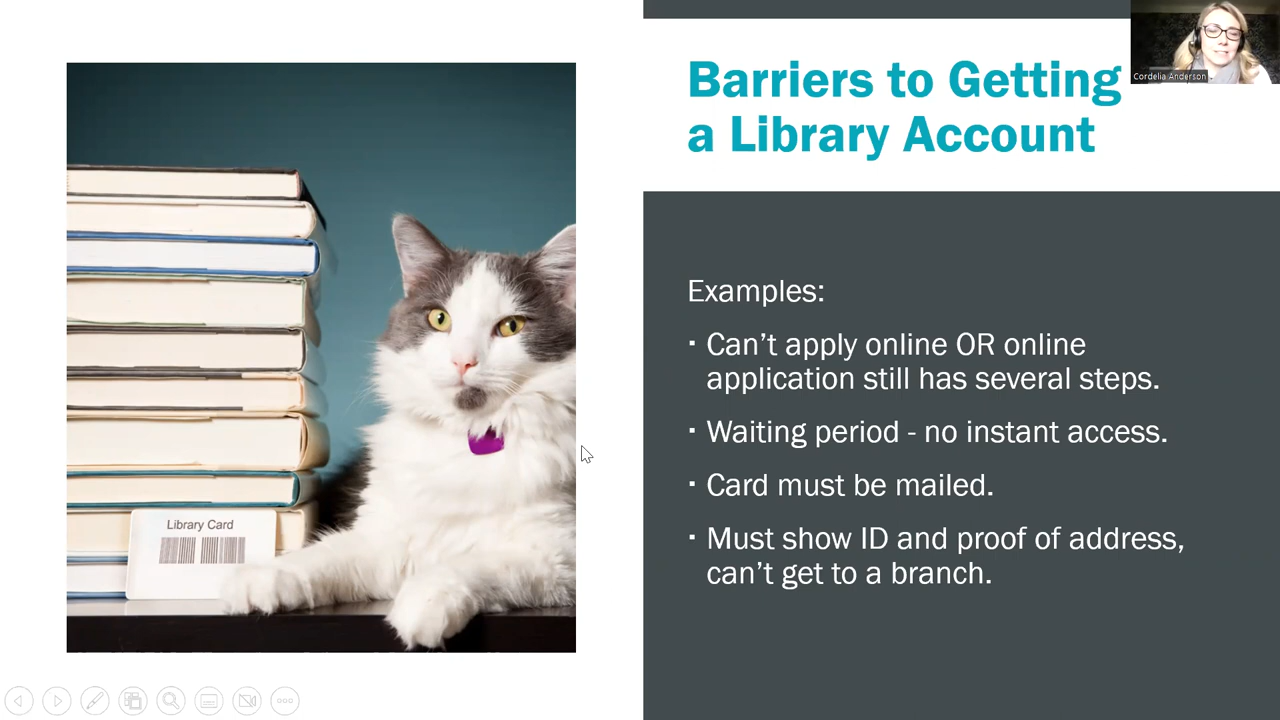 Barriers to Getting
a Library Account
Cordelia Anderson
Examples:
▪ Can’t apply online OR online
application still has several steps.
▪ Waiting period - no instant access.
▪ Card must be mailed.
▪ Must show ID and proof of address,
can’t get to a branch.
Library Card